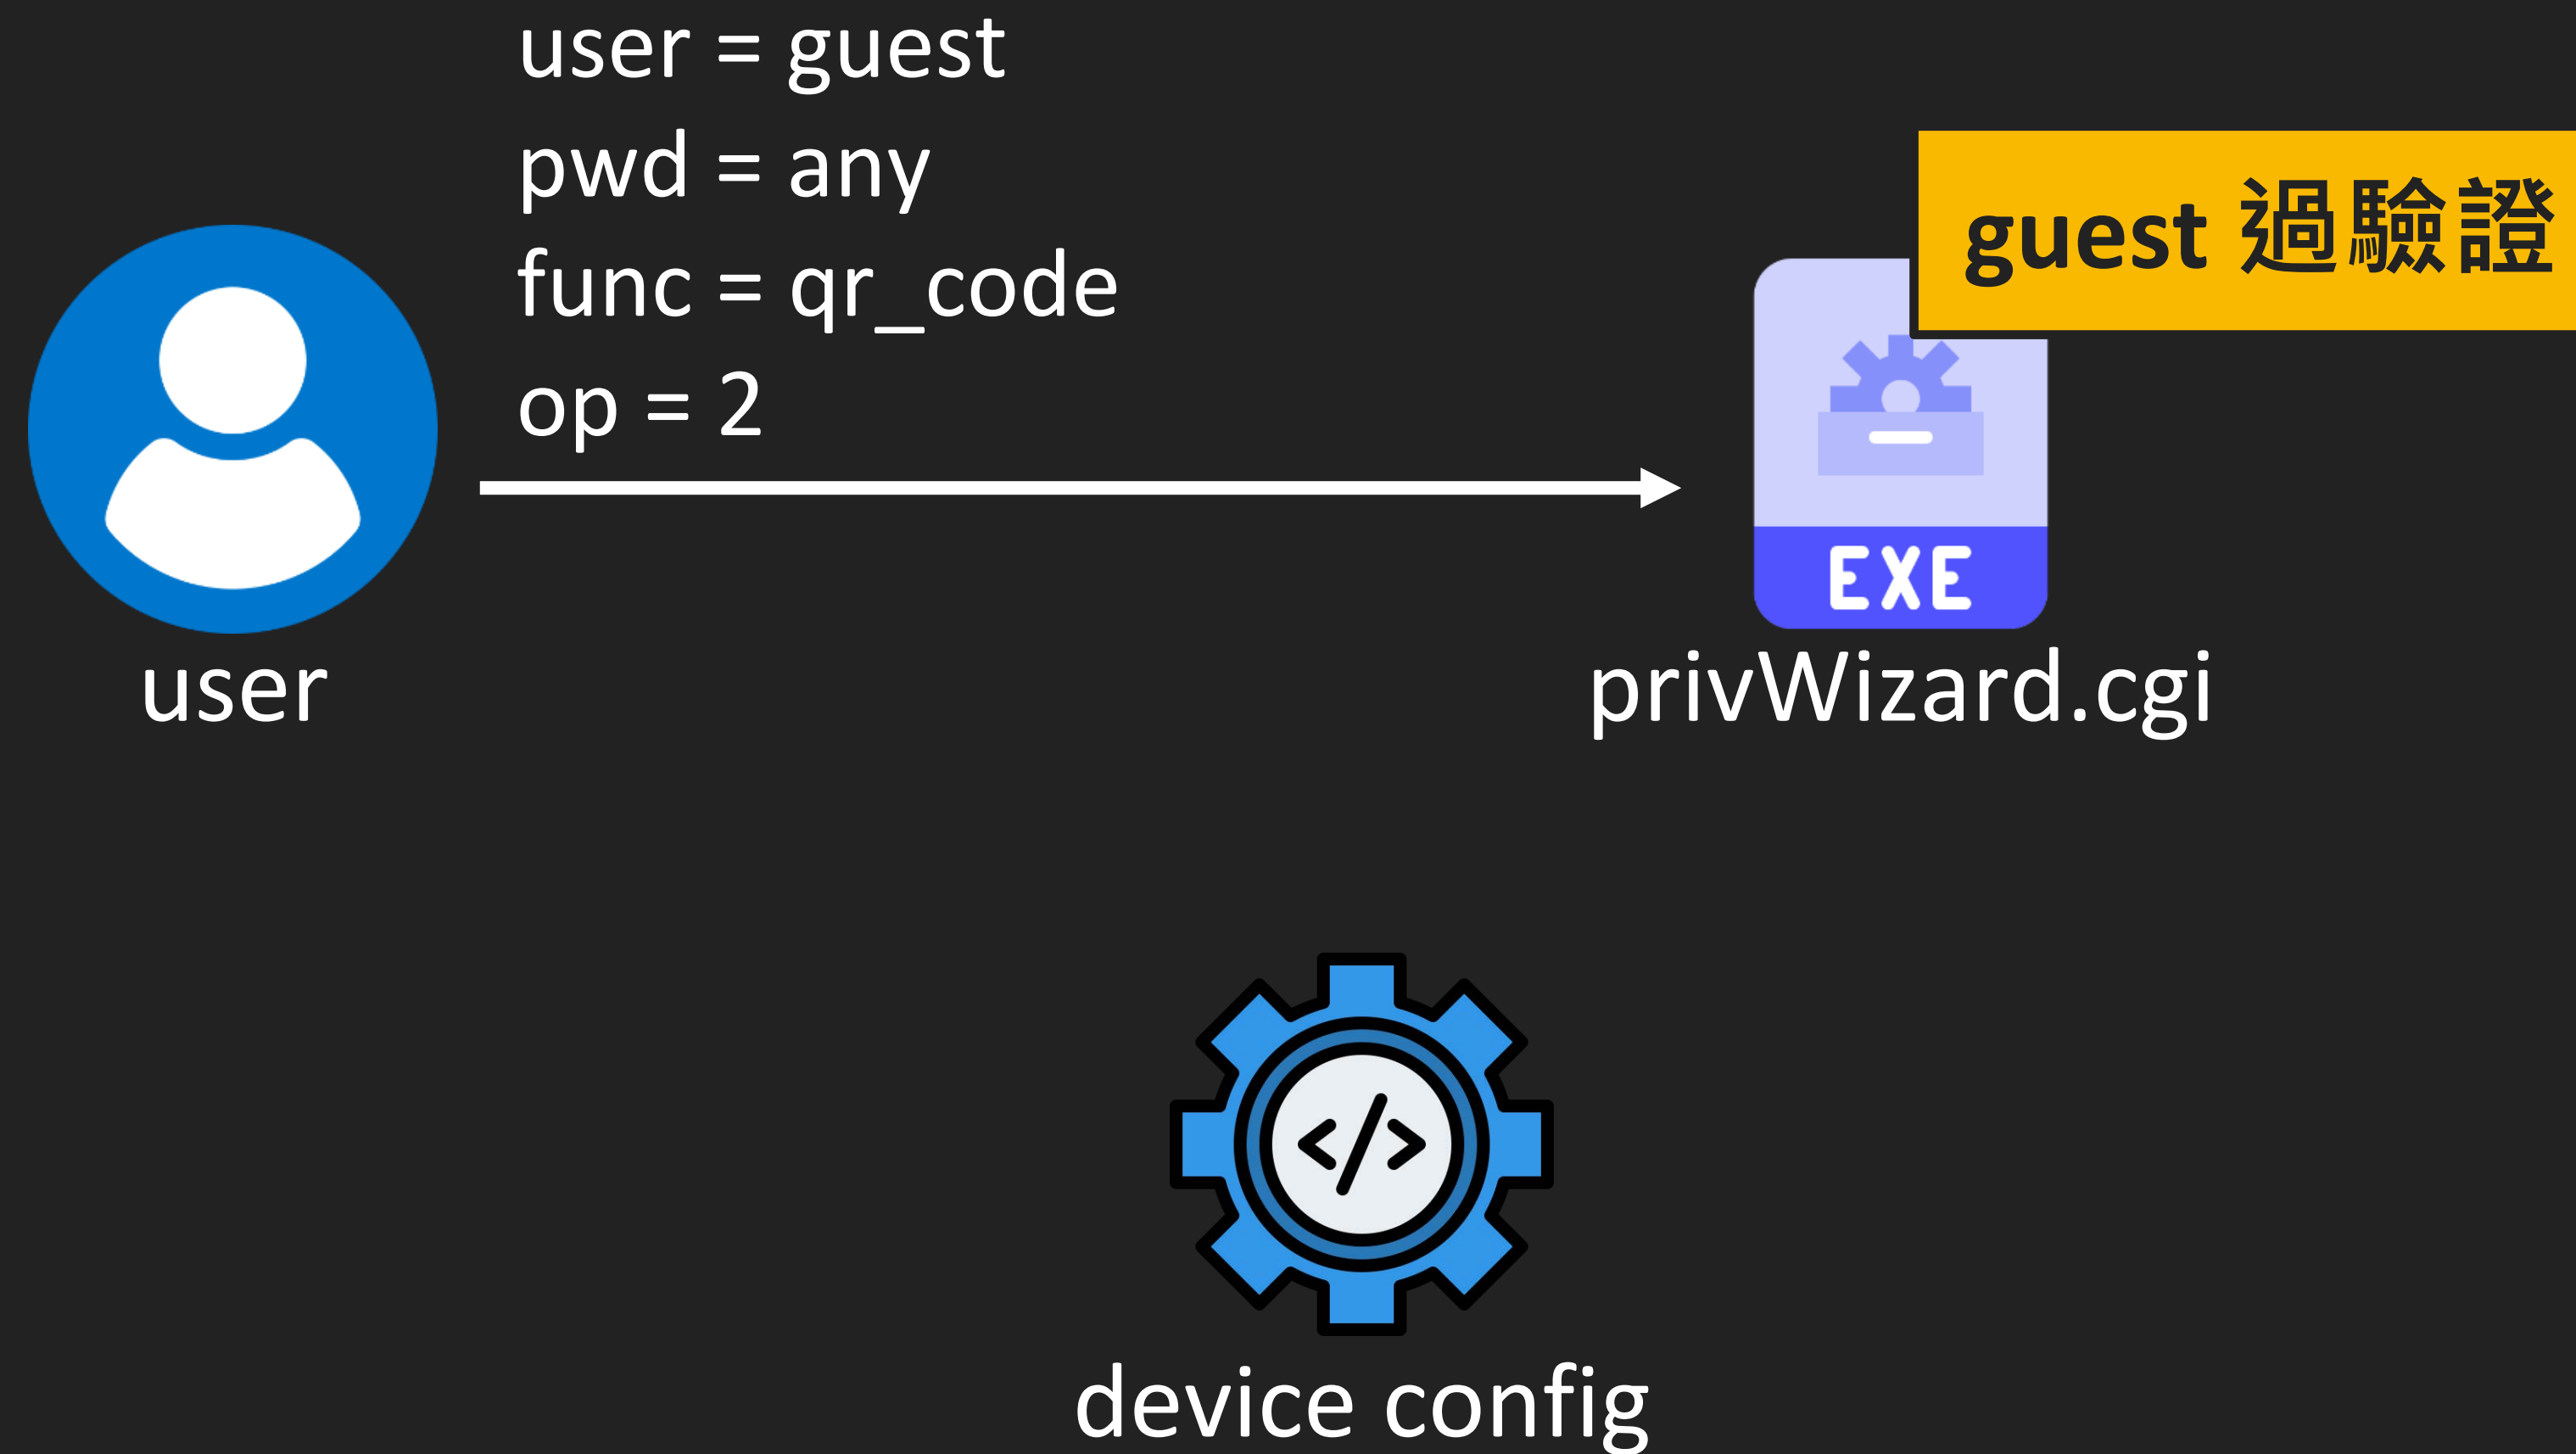 user = guest
pwd = any
func = qr_code
op = 2
guest 過驗證
EXE
user
privWizard.cgi
</>
device config